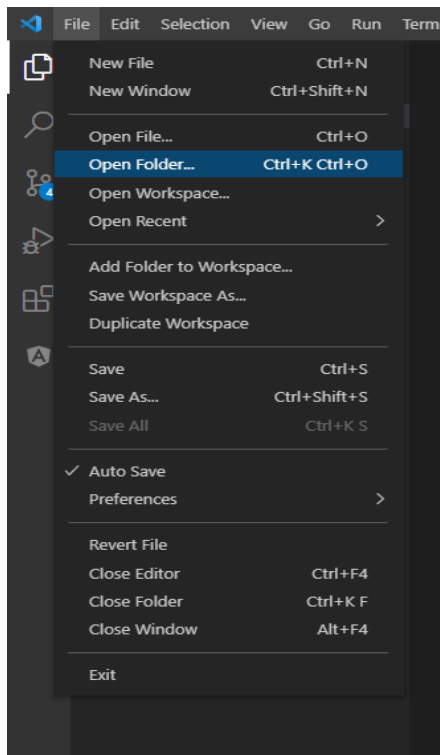 File Edit Selection View Go Run Term
New File Ctrl+N
New Window Ctrl+Shift+N
Open File... Ctrl+O
Open Folder... Ctrl+K Ctrl+O
Open Workspace...
Open Recent
Add Folder to Workspace...
Save Workspace As...
Duplicate Workspace
Save Ctrl+S
Save As... Ctrl+Shift+S
Save All Ctrl+K S
Auto Save
Preferences
Revert File
Close Editor Ctrl+F4
Close Folder Ctrl+K F
Close Window Alt+F4
Exit
4
A